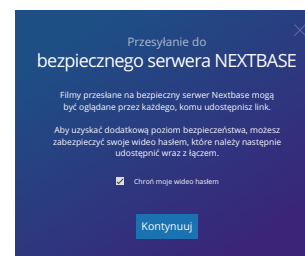 Przesyłanie do
bezpiecznego serwera NEXTBASE
Filmy przesłane na bezpieczny serwer Nextbase mogą
być oglądane przez każdego, komu udostępnisz link.
Aby uzyskać dodatkową poziom bezpieczeństwa, możesz
zabezpieczyć swoje wideo hasłem, które należy następnie
udostępnić wraz z łączem.
Chroń moje wideo hasłem
Kontynuuj